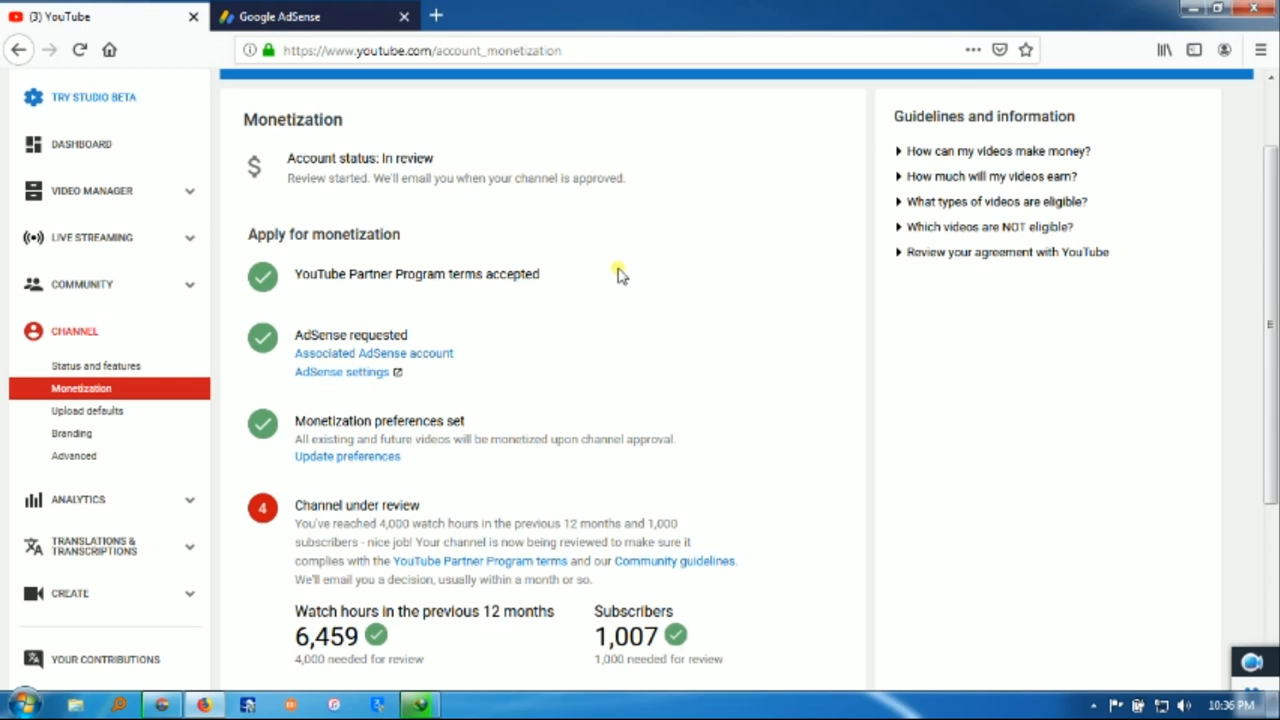 (3) YouTube
Google AdSense
https://www.youtube.com/account_monetization
TRY STUDIO BETA
DASHBOARD
VIDEO MANAGER
LIVE STREAMING
COMMUNITY
CHANNEL
Status and features
Monetization
Upload defaults
Branding
Advanced
ANALYTICS
TRANSLATIONS &
TRANSCRIPTIONS
CREATE
YOUR CONTRIBUTIONS
Monetization
Account status: In review
Review started. We'll email you when your channel is approved.
Apply for monetization
YouTube Partner Program terms accepted
AdSense requested
Associated AdSense account
AdSense settings
Monetization preferences set
All existing and future videos will be monetized upon channel approval.
Update preferences
4
Channel under review
You've reached 4,000 watch hours in the previous 12 months and 1,000
subscribers - nice job! Your channel is now being reviewed to make sure it
complies with the YouTube Partner Program terms and our Community guidelines.
We'll email you a decision, usually within a month or so.
Watch hours in the previous 12 months
6,459
4,000 needed for review
Subscribers
1,007
1,000 needed for review
Guidelines and information
How can my videos make money?
How much will my videos earn?
What types of videos are eligible?
Which videos are NOT eligible?
Review your agreement with YouTube
10:36 PM